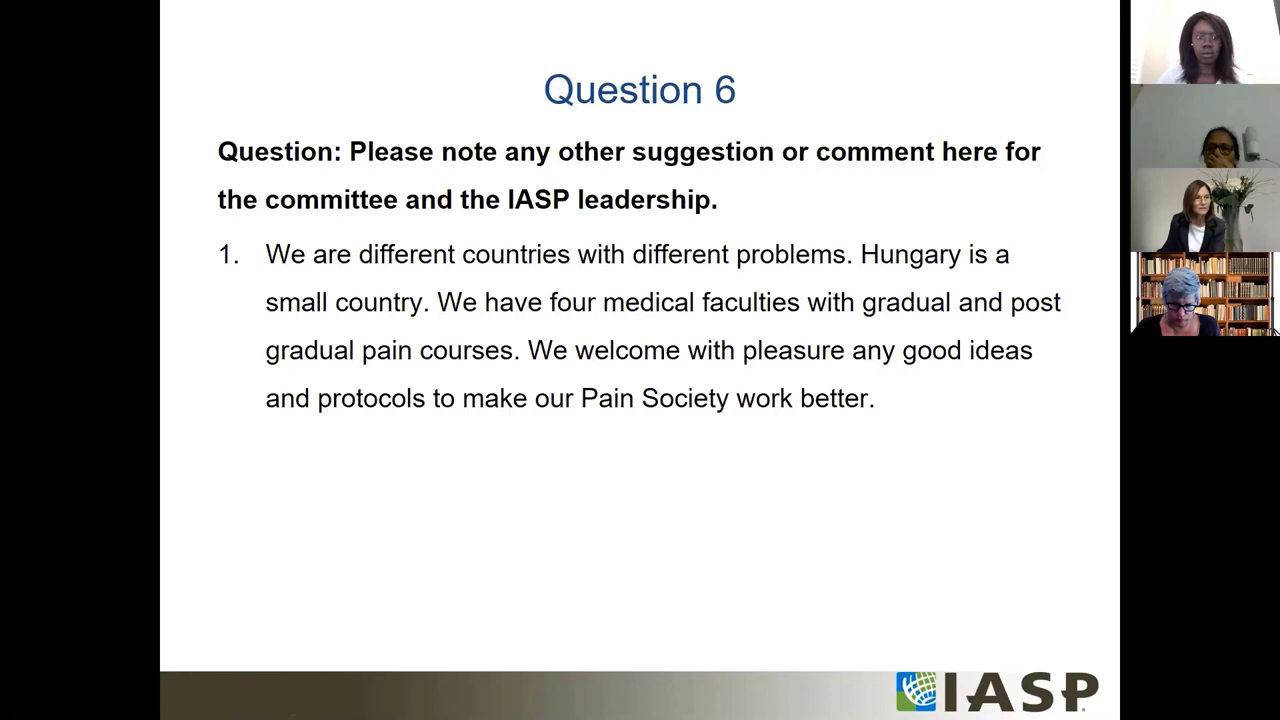 Question 6
Question: Please note any other suggestion or comment here for
the committee and the IASP leadership.
1. We are different countries with different problems. Hungary is a
small country. We have four medical faculties with gradual and post
gradual pain courses. We welcome with pleasure any good ideas
and protocols to make our Pain Society work better.
IASP